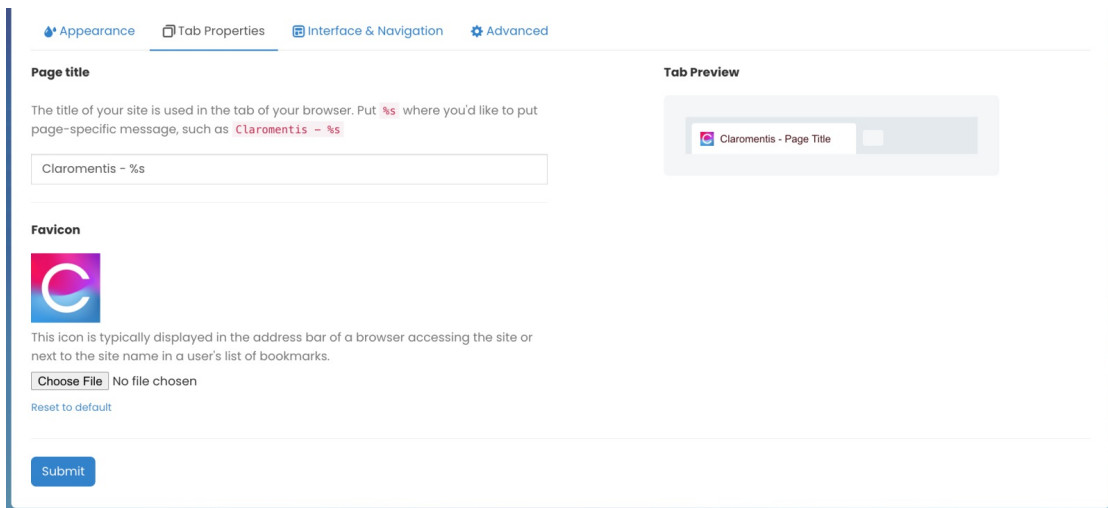 Appearance
Tab Properties
Interface & Navigation
Advanced
Page title
Tab Preview
The title of your site is used in the tab of your browser. Put %s where you'd like to put
page-specific message, such as Claromentis - %s
Claromentis - Page Title
Claromentis - %s
Favicon
This icon is typically displayed in the address bar of a browser accessing the site or
next to the site name in a user's list of bookmarks.
Choose File No file chosen
Reset to default
Submit